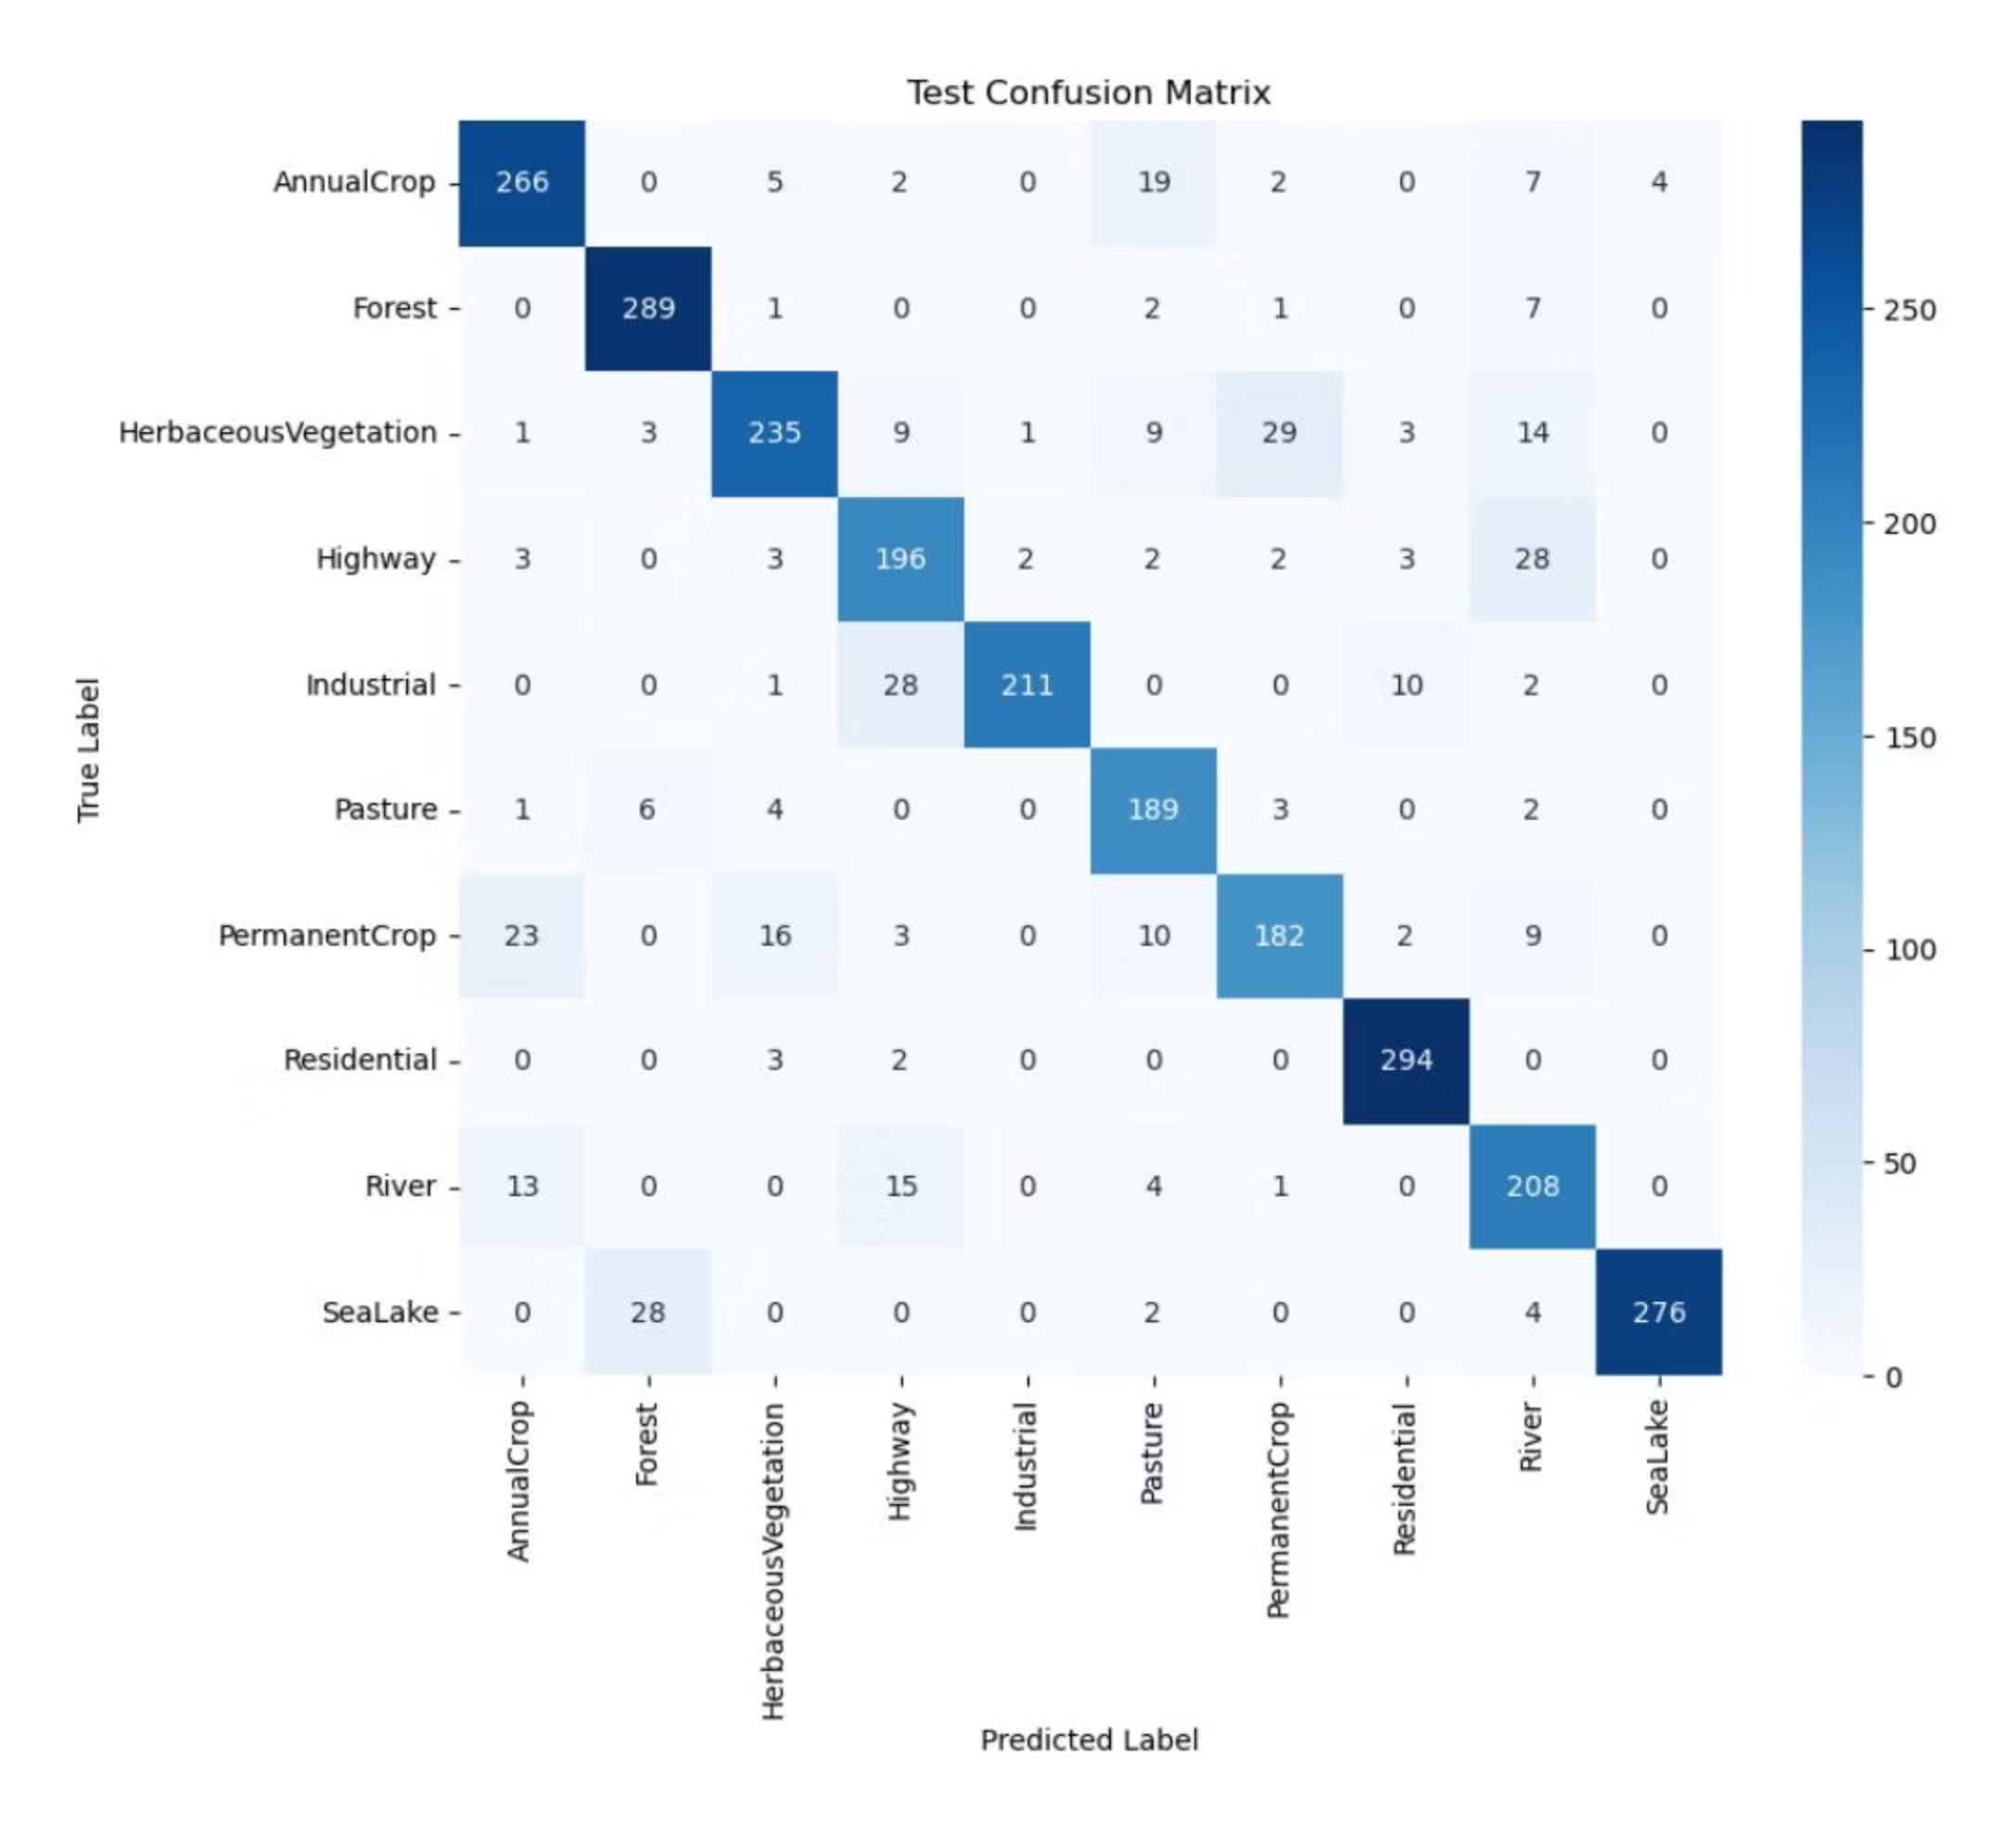 Test Confusion Matrix
AnnualCrop 266 0 5 2 0 19 2 0 7 4
Forest 0 289 1 0 0 2 1 0 7 0
HerbaceousVegetation 1 3 235 9 1 9 29 3 14 0
Highway 3 0 3 196 2 2 2 3 28 0
Industrial 0 0 1 28 211 0 0 10 2 0
Pasture 1 6 4 0 0 189 3 0 2 0
PermanentCrop 23 0 16 3 0 10 182 2 9 0
Residential 0 0 3 2 0 0 0 294 0 0
River 13 0 0 15 0 4 1 0 208 0
SeaLake 0 28 0 0 0 2 0 0 4 276
True Label
AnnualCrop
Forest
HerbaceousVegetation
Highway
Industrial
Pasture
PermanentCrop
Residential
River
SeaLake
Predicted Label
250
200
150
100
50
0